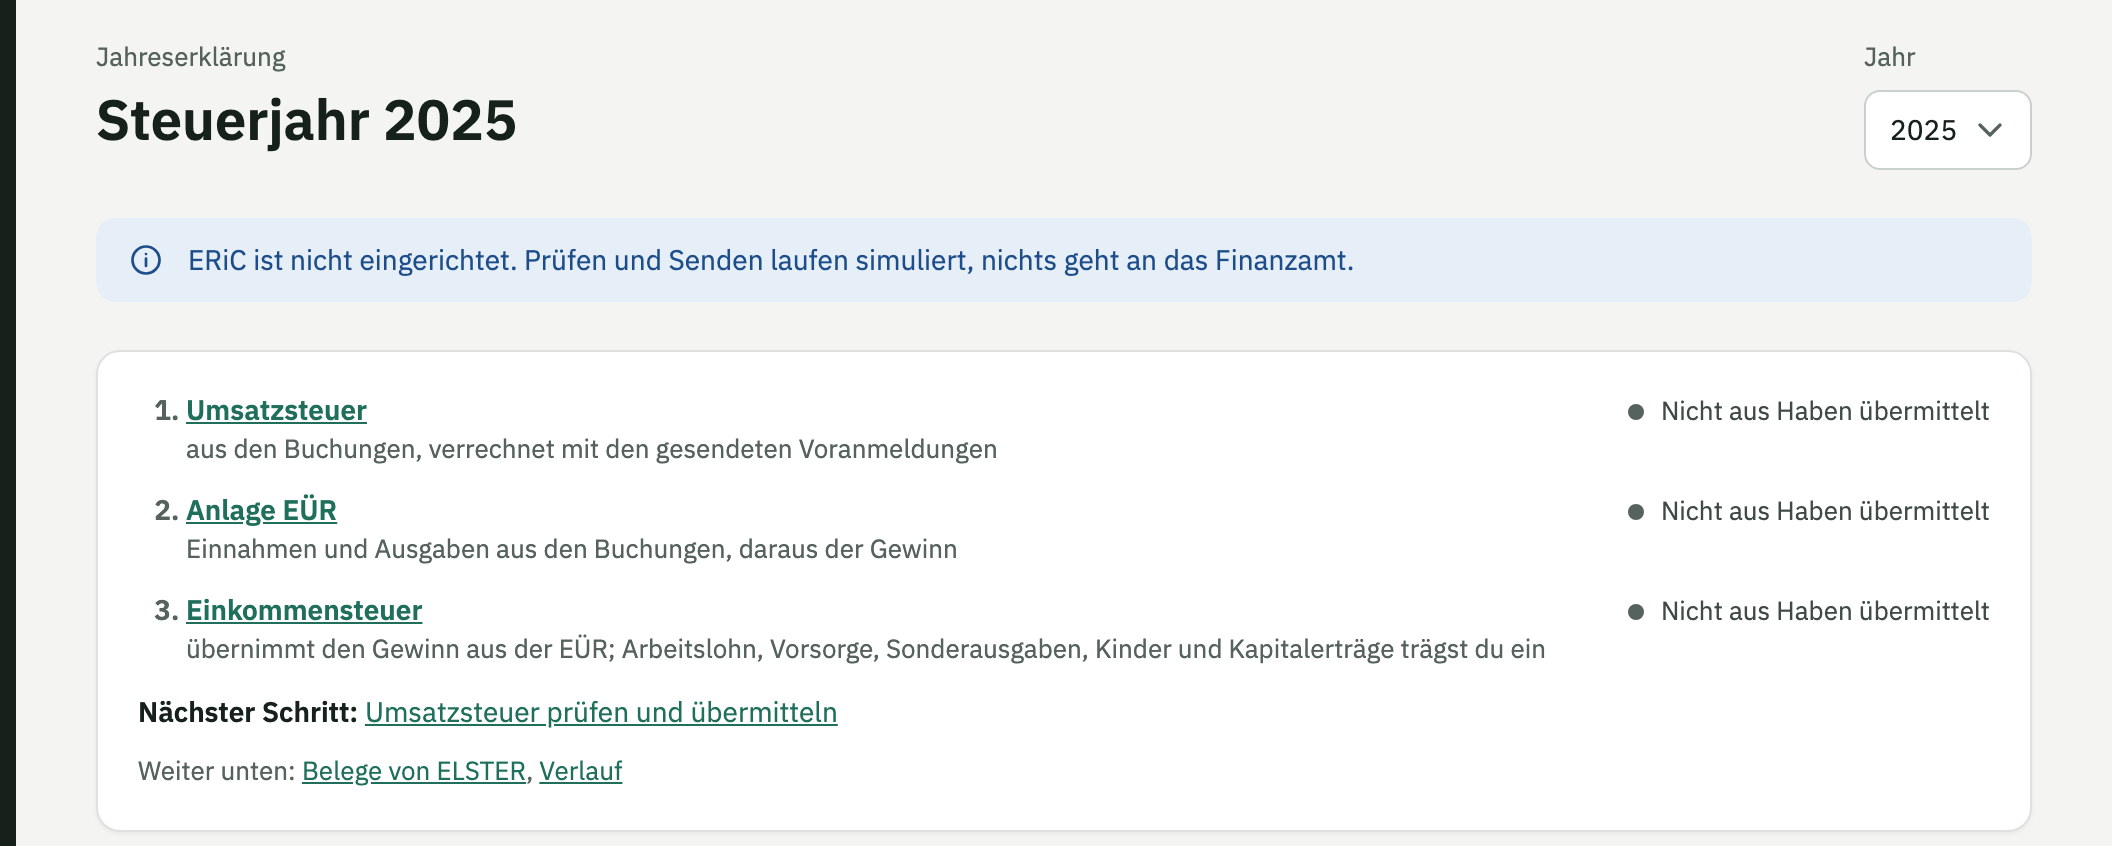 Jahreserklärung
Steuerjahr 2025
Jahr
2025
ERiC ist nicht eingerichtet. Prüfen und Senden laufen simuliert, nichts geht an das Finanzamt.
1. Umsatzsteuer
Nicht aus Haben übermittelt
aus den Buchungen, verrechnet mit den gesendeten Voranmeldungen
2. Anlage EÜR
Nicht aus Haben übermittelt
Einnahmen und Ausgaben aus den Buchungen, daraus der Gewinn
3. Einkommensteuer
Nicht aus Haben übermittelt
übernimmt den Gewinn aus der EÜR; Arbeitslohn, Vorsorge, Sonderausgaben, Kinder und Kapitalerträge trägst du ein
Nächster Schritt: Umsatzsteuer prüfen und übermitteln
Weiter unten: Belege von ELSTER, Verlauf